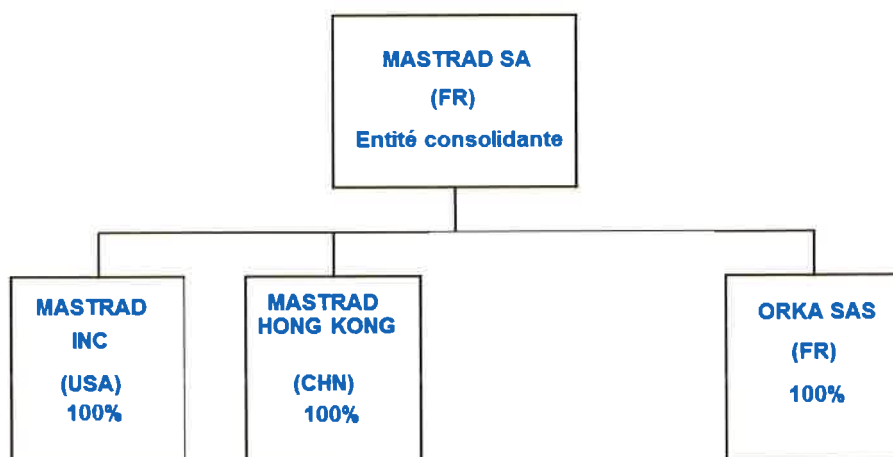 MASTRAD SA
(FR)
Entité consolidante
MASTRAD
INC
(USA)
100%
MASTRAD
HONG KONG
(CHN)
100%
ORKA SAS
(FR)
100%